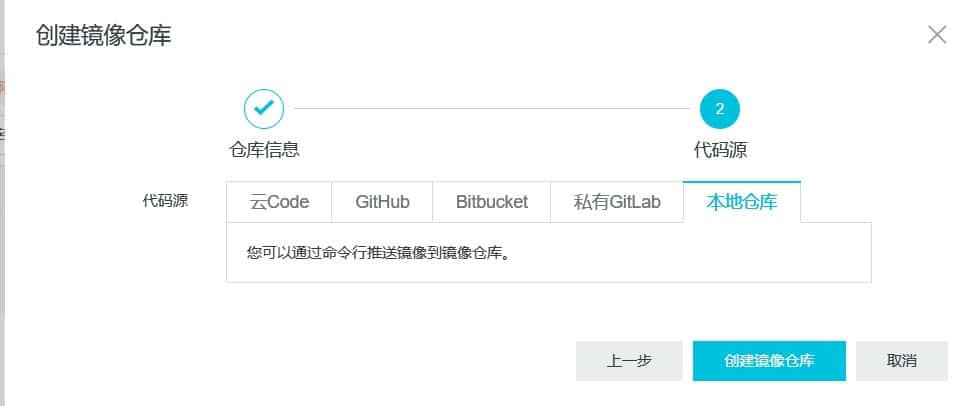 创建镜像仓库
2
仓库信息
代码源
代码源
云Code
GitHub
Bitbucket
私有GitLab
本地仓库
您可以通过命令行推送镜像到镜像仓库。
上一步
创建镜像仓库
取消